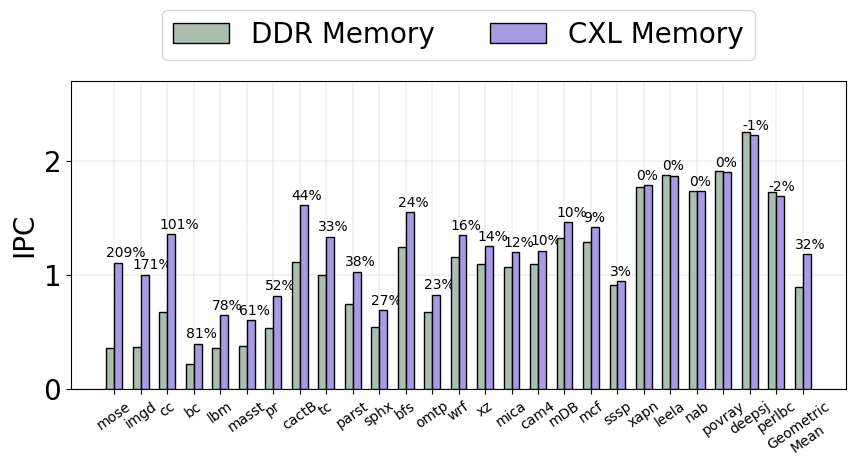 DDR Memory CXL Memory
IPC
2
1
0
209%
171%
101%
81%
78%
61%
52%
44%
33%
38%
27%
24%
23%
16%
14%
12%
10%
10%
9%
3%
0%
0%
0%
0%
-1%
-2%
32%
mose
imgd
cc
bc
lbm
masst
pr
cactB
tc
parst
sphx
bfs
omtp
wrf
xz
mica
cam4
mDB
mcf
sssp
xapn
leela
nab
povray
deepsj
perlbc
Geometric
Mean